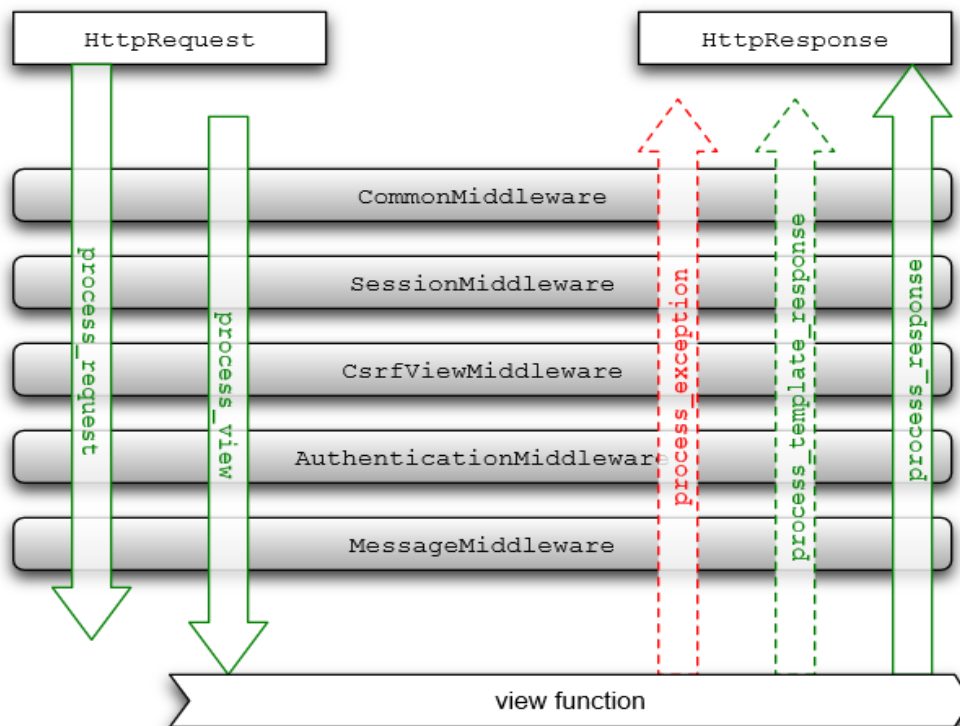 HttpRequest
HttpResponse
CommonMiddleware
SessionMiddleware
CsrfViewMiddleware
AuthenticationMiddleware
MessageMiddleware
process_request
process_view
process_exception
process_template_response
process_response
view function